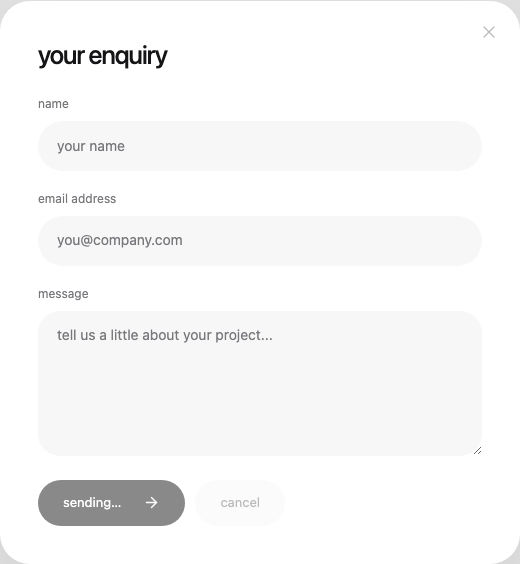 your enquiry
name
your name
email address
you@company.com
message
tell us a little about your project...
sending...
cancel